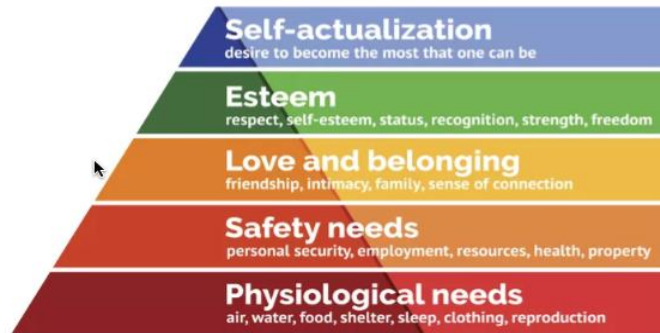 Self-actualization
desire to become the most that one can be
Esteem
respect, self-esteem, status, recognition, strength, freedom
Love and belonging
friendship, intimacy, family, sense of connection
Safety needs
personal security, employment, resources, health, property
Physiological needs
air, water, food, shelter, sleep, clothing, reproduction